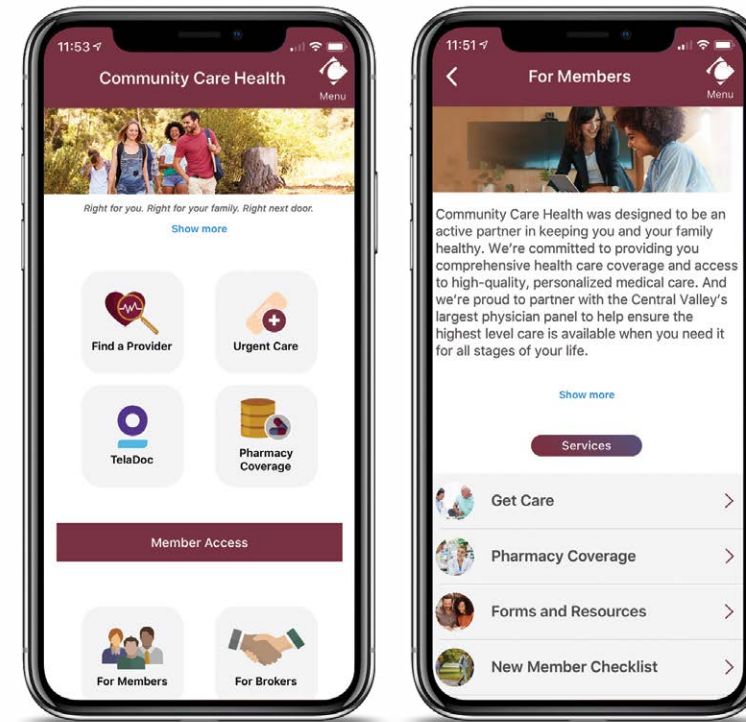 11:53
Community Care Health
Menu
Right for you. Right for your family. Right next door.
Show more
Find a Provider
Urgent Care
TelaDoc
Pharmacy
Coverage
Member Access
For Members
For Brokers
11:51
For Members
Menu
Community Care Health was designed to be an
active partner in keeping you and your family
healthy. We're committed to providing you
comprehensive health care coverage and access
to high-quality, personalized medical care. And
we're proud to partner with the Central Valley's
largest physician panel to help ensure the
highest level care is available when you need it
for all stages of your life.
Show more
Services
Get Care
Pharmacy Coverage
Forms and Resources
New Member Checklist